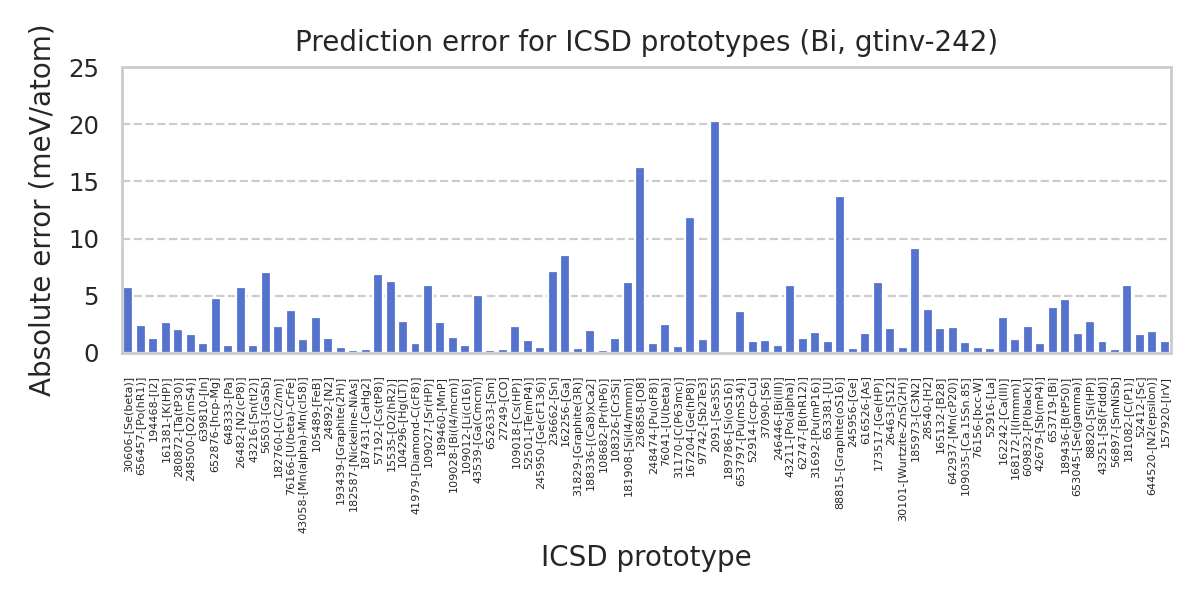 Prediction error for ICSD prototypes (Bi, gtinv-242)
Absolute error (meV/atom)
25
20
15
10
5
0
30606-[Se(beta)]
656457-[Po(hR1)]
194468-[I2]
161381-[K(HP)]
280872-[Ta(tP30)]
248500-[O2(mS4)]
639810-[In]
652876-[hcp-Mg]
648333-[Pa]
26482-[N2(cP8)]
43216-[Sn(tI2)]
56503-[GaSb]
182760-[C(C2/m)]
76166-[U(beta)-CrFe]
43058-[Mn(alpha)-Mn(cI58)]
105489-[FeB]
24892-[N2]
193439-[Graphite(2H)]
182587-[Nickeline-NiAs]
187431-[CaHg2]
57192-[Cs(tP8)]
15535-[O2(hR2)]
104296-[Hg(LT)]
41979-[Diamond-C(cF8)]
109027-[Sr(HP)]
189460-[MnP]
109028-[Bi(I4/mcm)]
109012-[Li(cI16)]
43539-[Ga(Cmcm)]
652633-[Sm]
27249-[CO]
109018-[Cs(HP)]
52501-[Te(mP4)]
245950-[Ge(cF136)]
236662-[Sn]
162256-[Ga]
31829-[Graphite(3R)]
188336-[(Ca8)xCa2]
108682-[Pr(hP6)]
108326-[Cr3Si]
181908-[Si(I4/mmm)]
236858-[O8]
248474-[Pu(oF8)]
76041-[U(beta)]
31170-[C(P63mc)]
167204-[Ge(hP8)]
97742-[Sb2Te3]
2091-[Se3S5]
189786-[Si(oS16)]
653797-[Pu(mS34)]
52914-[ccp-Cu]
37090-[S6]
246446-[Bi(III)]
43211-[Po(alpha)]
62747-[Bi(hR12)]
31692-[Pu(mP16)]
653381-[U]
88815-[Graphite(oS16)]
245956-[Ge]
616526-[As]
173517-[Ge(HP)]
26463-[S12]
30101-[Wurtzite-ZnS(2H)]
185973-[C3N2]
28540-[H2]
165132-[B28]
642937-[Mn(cP20)]
109035-[Ca.15Sn.85]
76156-[bcc-W]
52916-[La]
162242-[Ca(III)]
168172-[I(Immm)]
609832-[P(black)]
42679-[Sb(mP4)]
653719-[Bi]
189436-[B(tP50)]
653045-[Se(gamma)]
88820-[Si(HP)]
43251-[S8(Fddd)]
56897-[SmNiSb]
181082-[C(P1)]
52412-[Sc]
644520-[N2(epsilon)]
157920-[IrV]
ICSD prototype